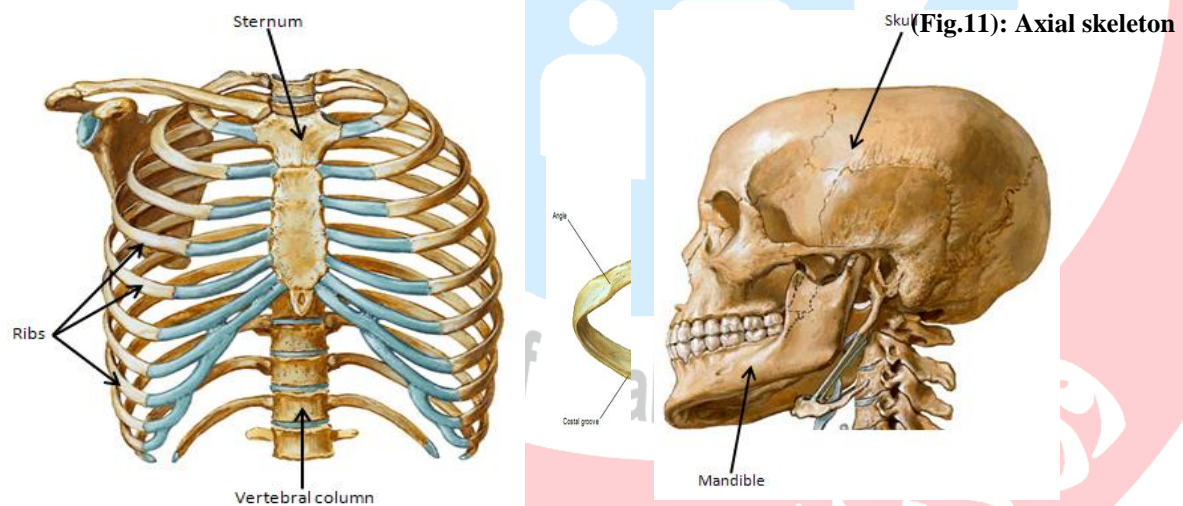 Sternum
Skull
(Fig.11): Axial skeleton
Angle
Ribs
Costal groove
Mandible
Vertebral column